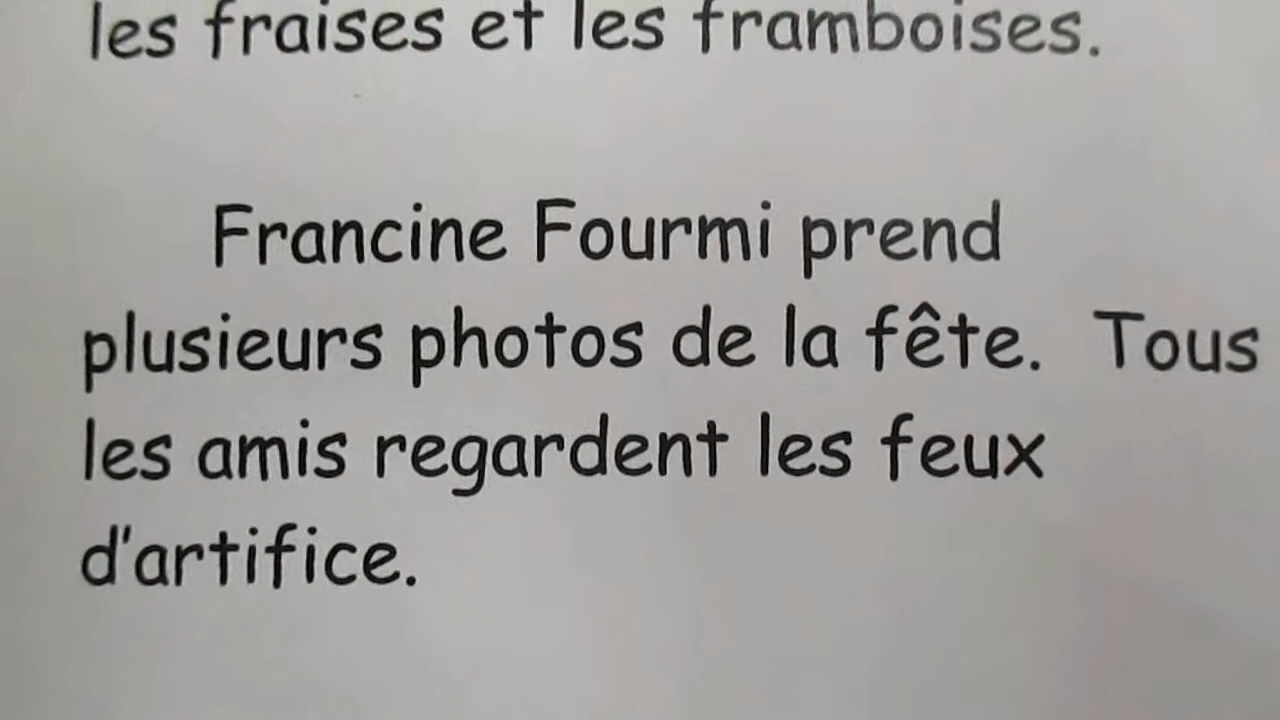 les fraises et les framboises.
Francine Fourmi prend
plusieurs photos de la fête. Tous
les amis regardent les feux
d'artifice.